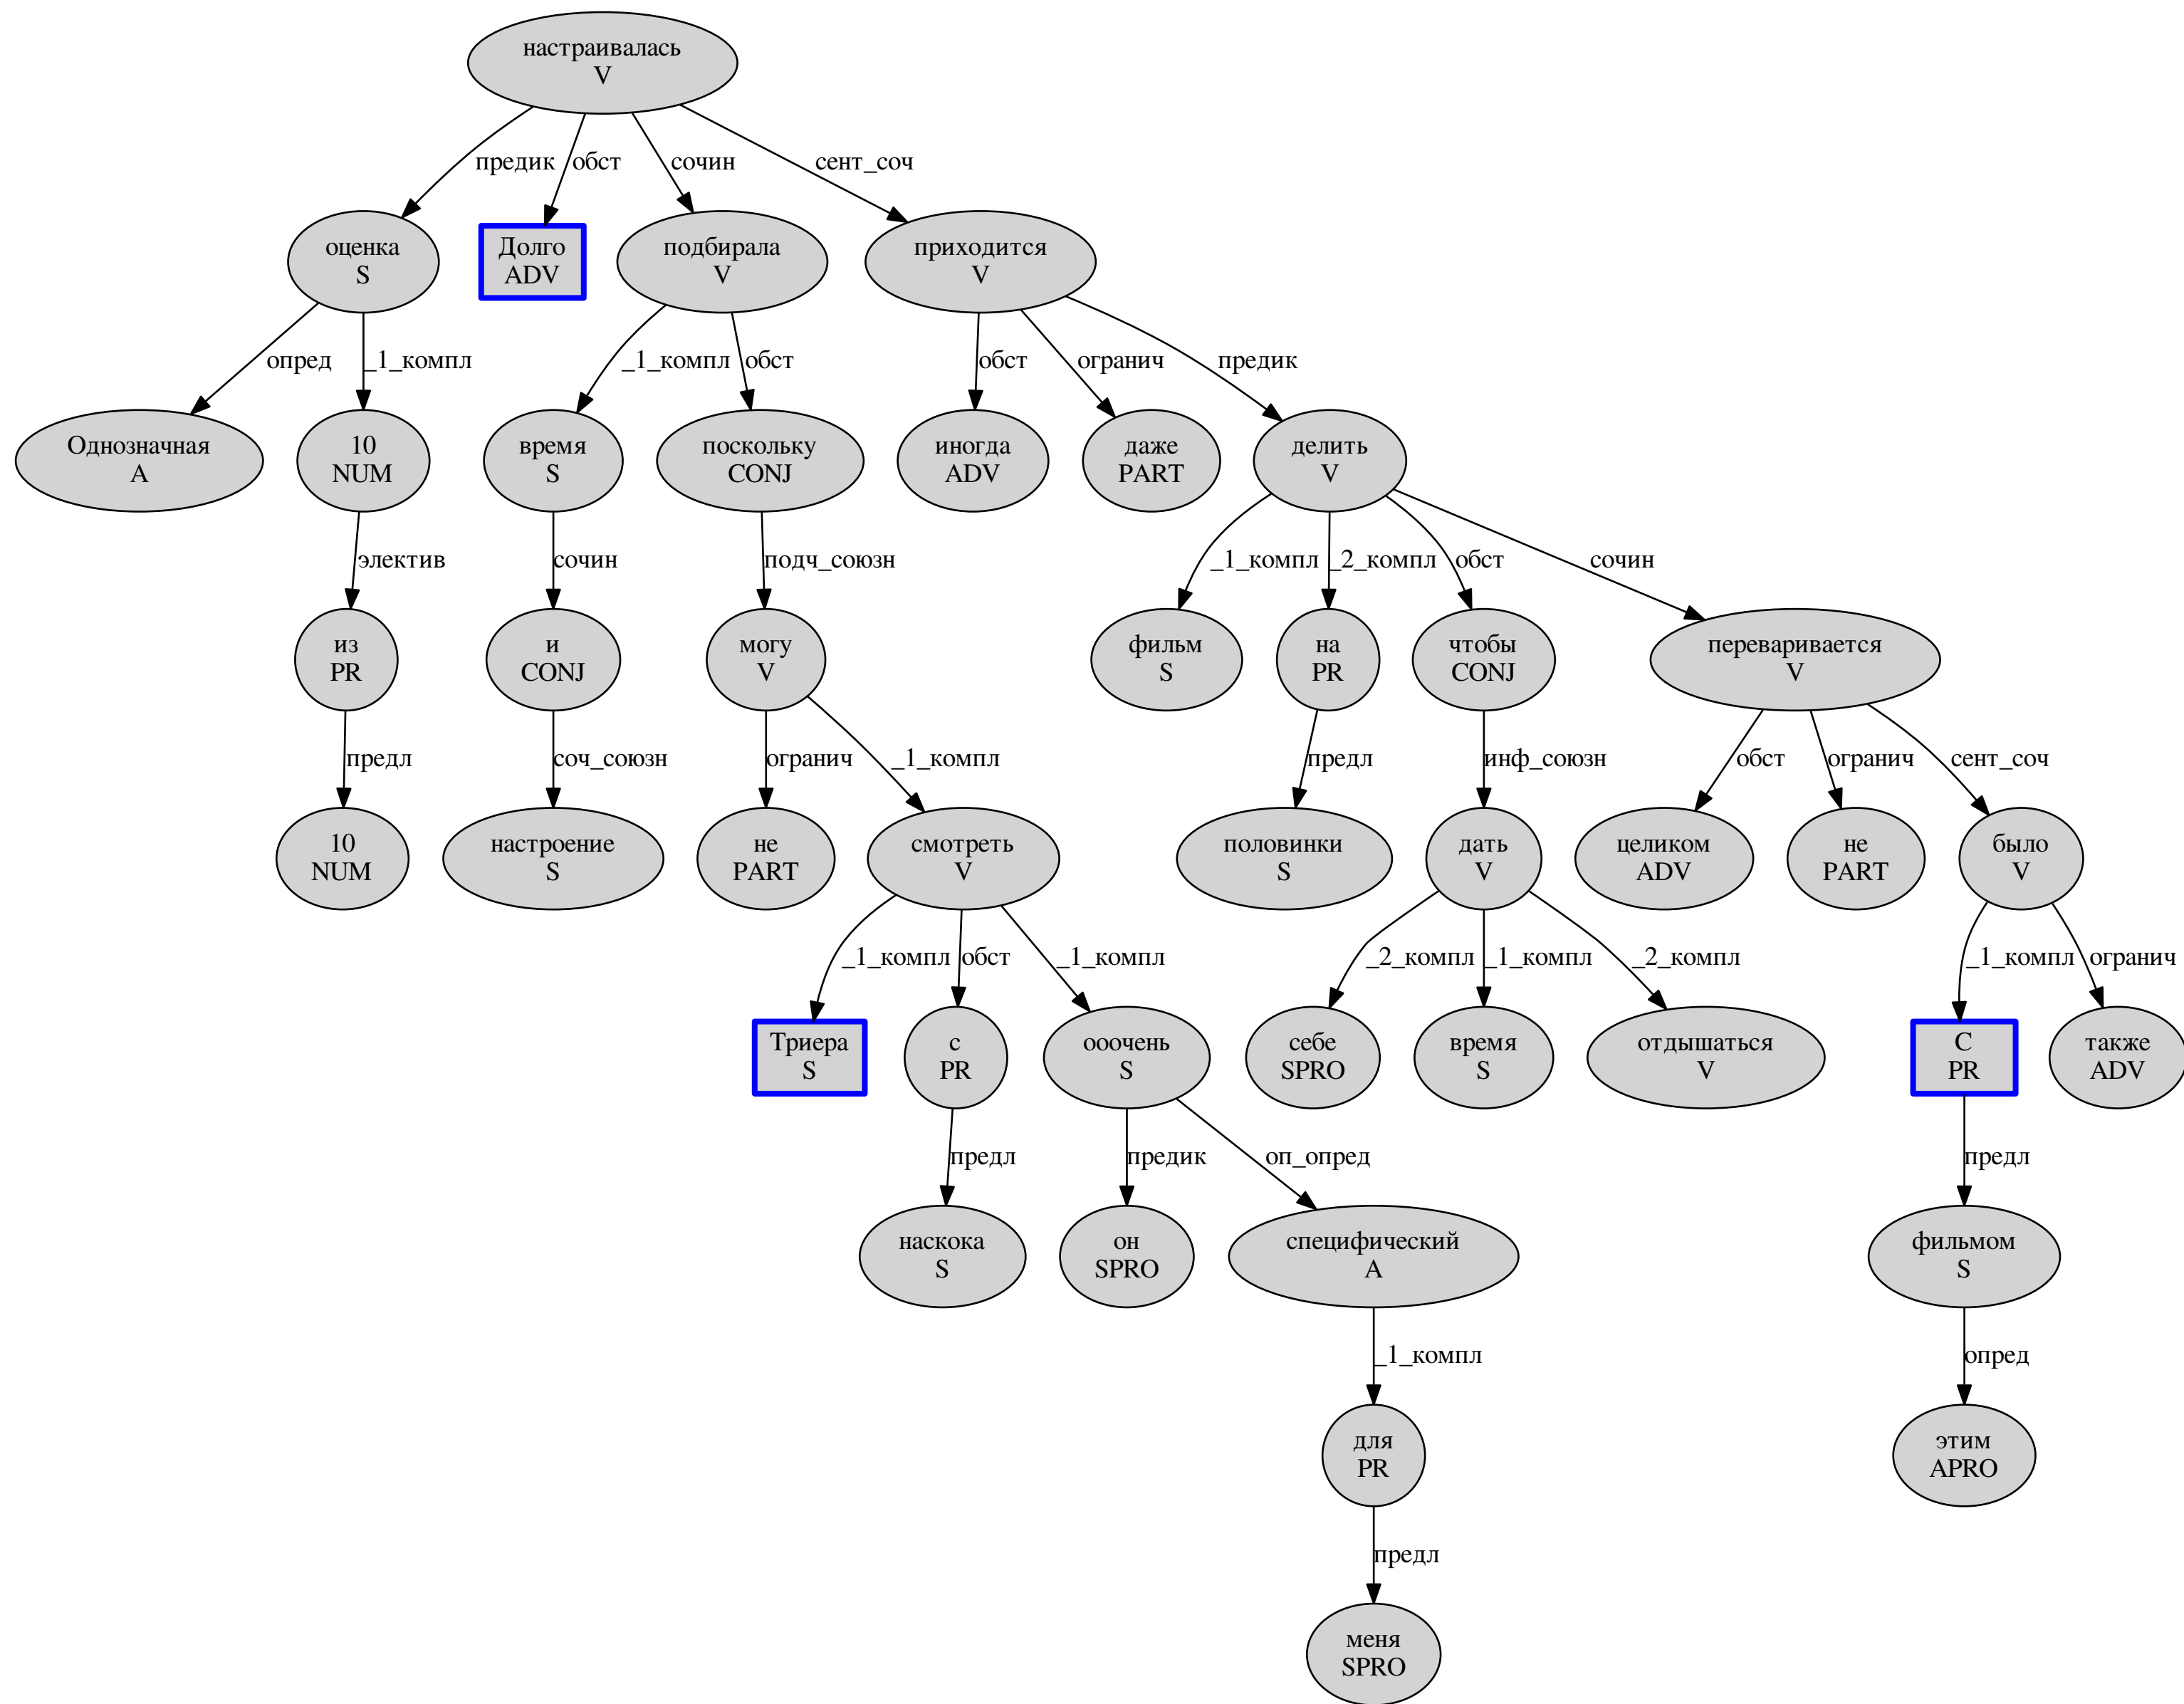 настраивалась
V
предик
обст
сочин
сент_соч
оценка
S
Долго
ADV
подбирала
V
приходится
V
опред
_1_компл
_1_компл
обст
обст
огранич
предик
Однозначная
A
10
NUM
время
S
поскольку
CONJ
иногда
ADV
даже
PART
делить
V
электив
сочин
подч_союзн
_1_компл
_2_компл
обст
сочин
из
PR
и
CONJ
могу
V
фильм
S
на
PR
чтобы
CONJ
переваривается
V
предл
соч_союзн
огранич
_1_компл
предл
инф_союзн
обст
огранич
сент_соч
10
NUM
настроение
S
не
PART
смотреть
V
половинки
S
дать
V
целиком
ADV
не
PART
было
V
_1_компл
обст
_1_компл
_2_компл
_1_компл
_2_компл
_1_компл
огранич
Триера
S
с
PR
ооочень
S
себе
SPRO
время
S
отдышаться
V
С
PR
также
ADV
предл
предик
оп_опред
предл
наскока
S
он
SPRO
специфический
A
фильмом
S
_1_компл
опред
для
PR
этим
APRO
предл
меня
SPRO